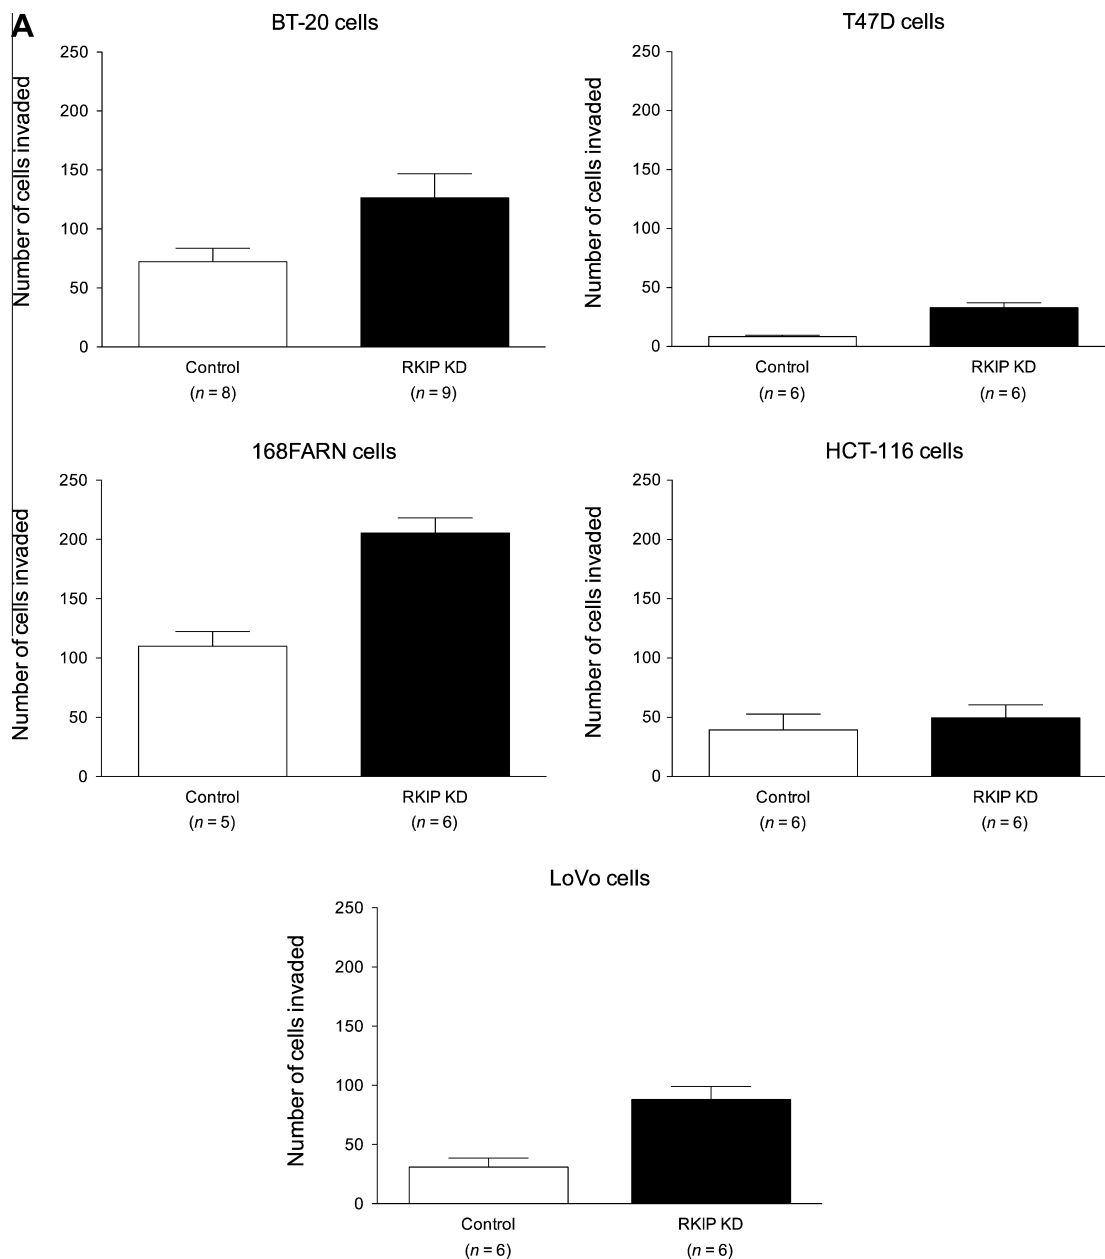 A
BT-20 cells
Number of cells invaded
250
200
150
100
50
0
Control
RKIP KD
(n = 8)
(n = 9)
T47D cells
Number of cells invaded
250
200
150
100
50
0
Control
RKIP KD
(n = 6)
(n = 6)
168FARN cells
Number of cells invaded
250
200
150
100
50
0
Control
RKIP KD
(n = 5)
(n = 6)
HCT-116 cells
Number of cells invaded
250
200
150
100
50
0
Control
RKIP KD
(n = 6)
(n = 6)
LoVo cells
Number of cells invaded
250
200
150
100
50
0
Control
RKIP KD
(n = 6)
(n = 6)